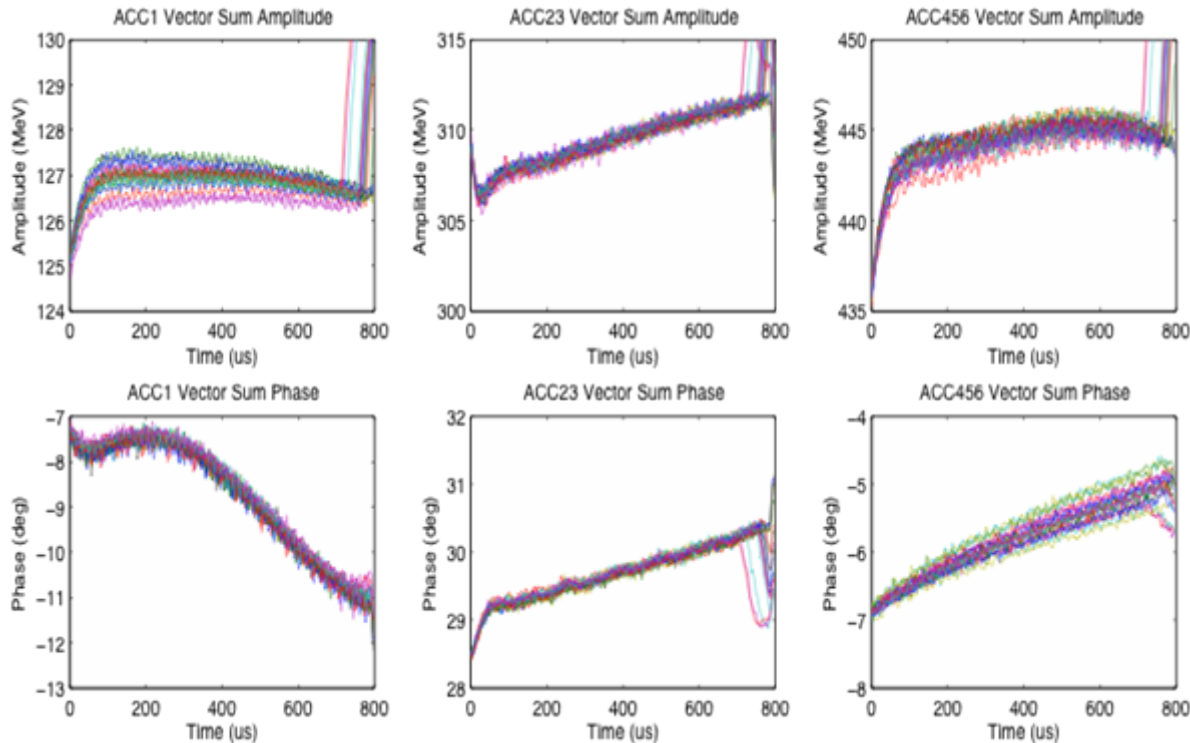 ACC1 Vector Sum Amplitude
130
129
128
127
126
125
124
Amplitude (MeV)
0 200 400 600 800
Time (us)
ACC23 Vector Sum Amplitude
315
310
305
300
Amplitude (MeV)
0 200 400 600 800
Time (us)
ACC456 Vector Sum Amplitude
450
445
440
435
Amplitude (MeV)
0 200 400 600 800
Time (us)
ACC1 Vector Sum Phase
-7
-8
-9
-10
-11
-12
-13
Phase (deg)
0 200 400 600 800
Time (us)
ACC23 Vector Sum Phase
32
31
30
29
28
Phase (deg)
0 200 400 600 800
Time (us)
ACC456 Vector Sum Phase
-4
-5
-6
-7
-8
Phase (deg)
0 200 400 600 800
Time (us)